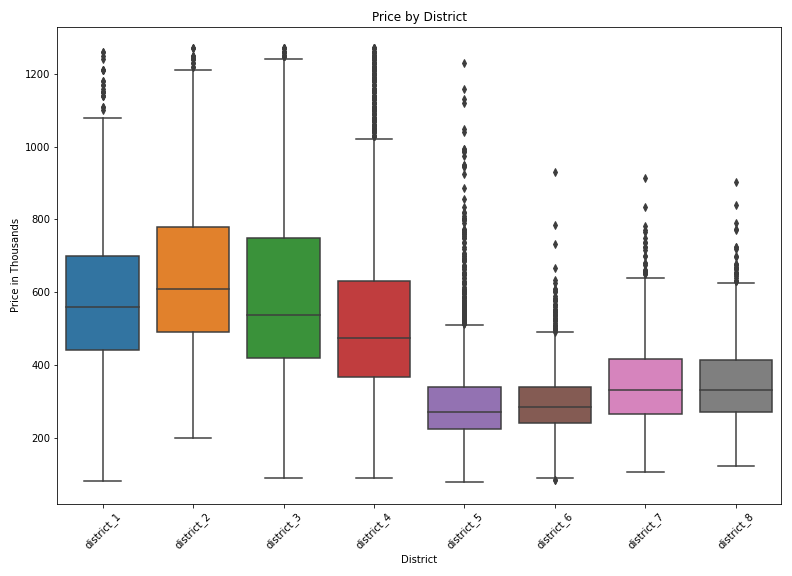 Price by District
Price in Thousands
1200
1000
800
600
400
200
district_1
district_2
district_3
district_4
district_5
district_6
district_7
district_8
District